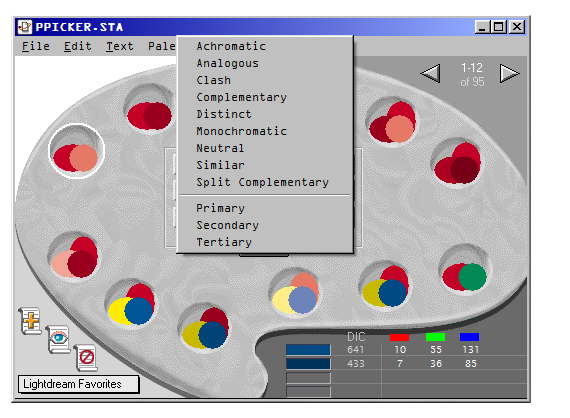 PPICKER.STA
File Edit Text Pale
Achromatic
Analogous
Clash
Complementary
Distinct
Monochromatic
Neutral
Similar
Split Complementary
Primary
Secondary
Tertiary
1-12
of 95
DIC
641 10 55 131
433 7 36 85
Lightdream Favorites